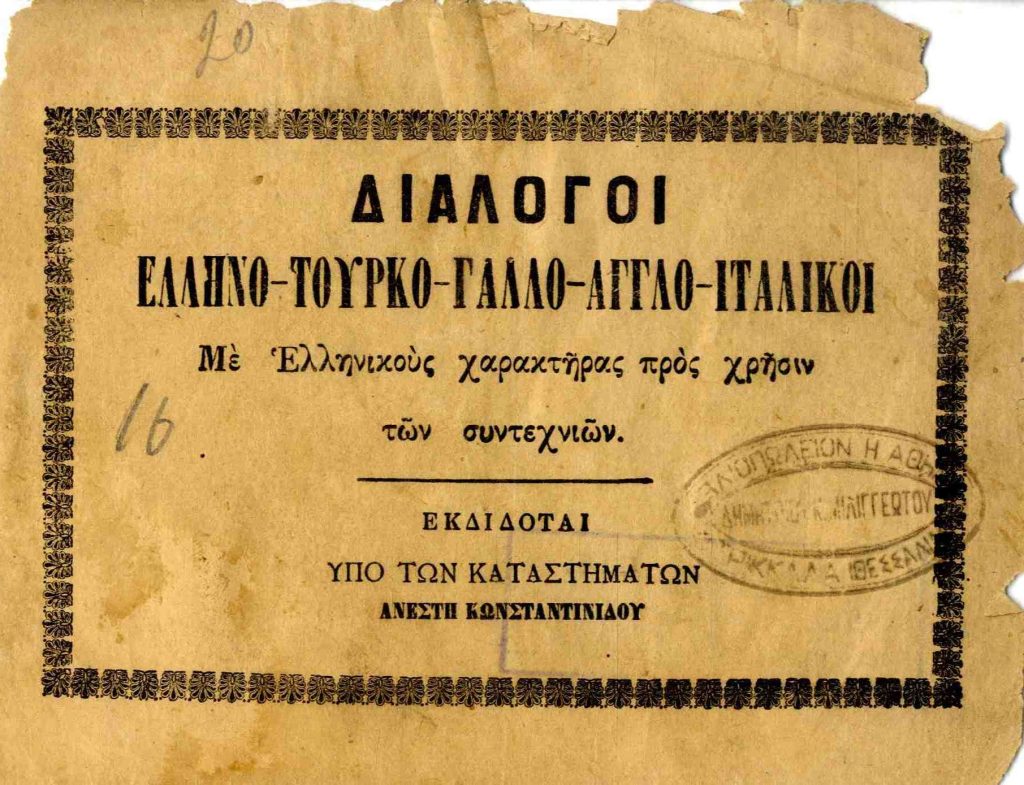 20
ΔΙΑΛΟΓΟΙ
ΕΛΛΗΝΟ-ΤΟΥΡΚΟ-ΓΑΛΛΟ-ΑΓΓΛΟ-ΙΤΑΛΙΚΟΙ
Μὲ Ἑλληνικοὺς χαρακτῆρας πρὸς χρῆσιν
τῶν συντεχνιῶν.
16
ΕΚΔΙΔΟΤΑΙ
ΥΠΟ ΤΩΝ ΚΑΤΑΣΤΗΜΑΤΩΝ
ΑΝΕΣΤΗ ΚΩΝΣΤΑΝΤΙΝΙΔΟΥ
Η